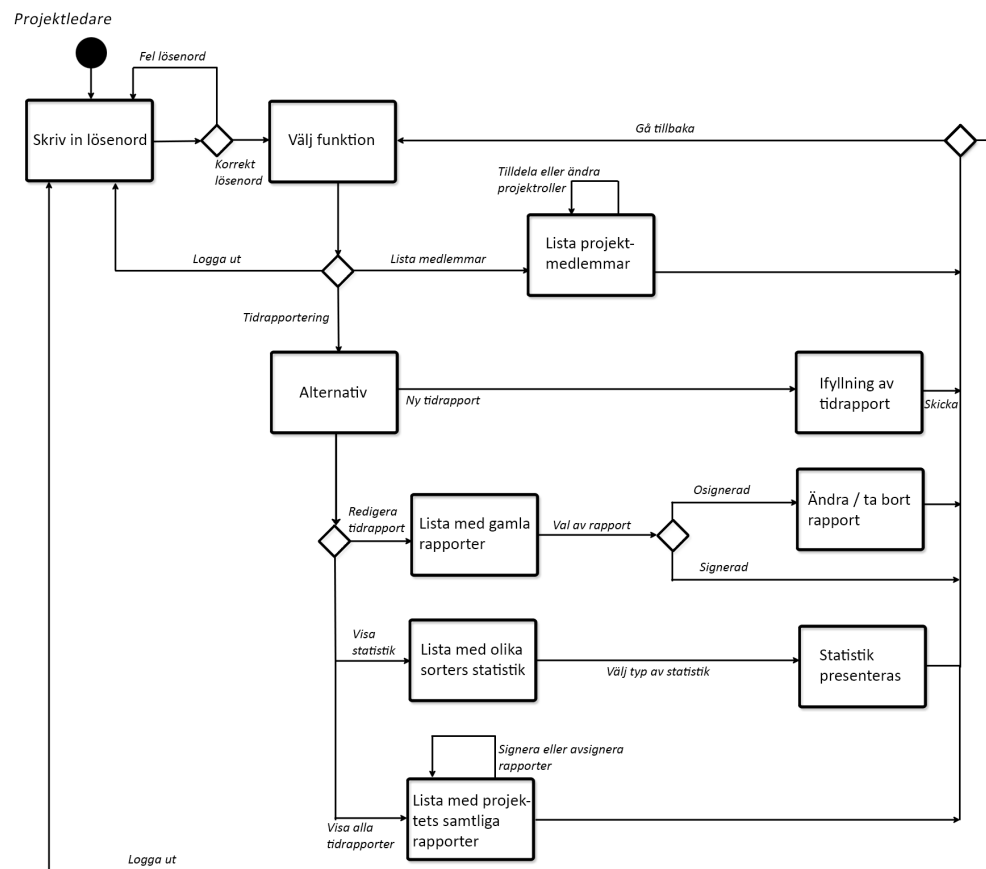 Projektledare
Fel lösenord
Skriv in lösenord
Välj funktion
Korrekt
lösenord
Gå tillbaka
Tilldela eller ändra
projektroller
Lista projekt-
medlemmar
Logga ut
Lista medlemmar
Tidrapportering
Alternativ
Ny tidrapport
Ifyllning av
tidrapport
Skicka
Redigera
tidrapport
Lista med gamla
rapporter
Val av rapport
Osignerad
Ändra / ta bort
rapport
Signerad
Visa
statistik
Lista med olika
sorters statistik
Välj typ av statistik
Statistik
presenteras
Signera eller avsignera
rapporter
Lista med projek-
tets samtliga
rapporter
Visa alla
tidrapporter
Logga ut